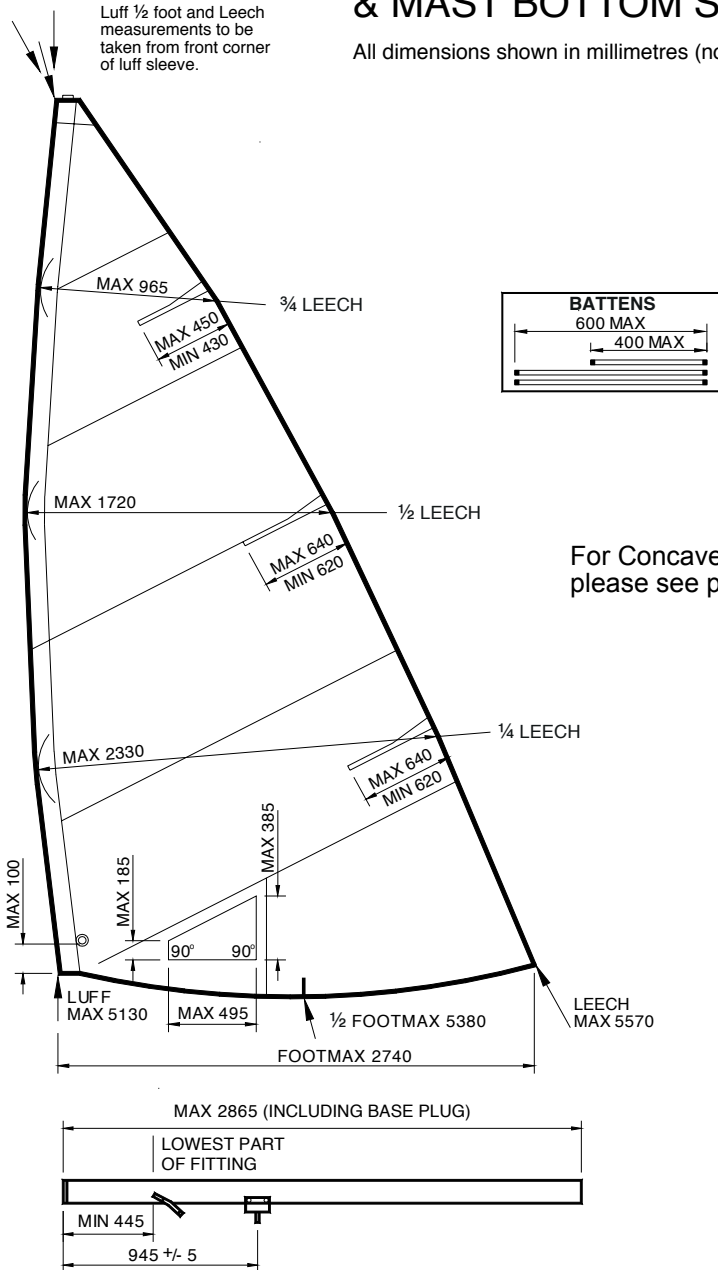 Luff ½ foot and Leech
measurements to be
taken from front corner
of luff sleeve.
& MAST BOTTOM
All dimensions shown in millimetres
MAX 965
¾ LEECH
MAX 450
MIN 430
BATTENS
600 MAX
400 MAX
MAX 1720
½ LEECH
MAX 640
MIN 620
For Concave
please see
MAX 2330
¼ LEECH
MAX 640
MIN 620
MAX 385
MAX 185
MAX 100
90°
90°
LUFF
MAX 5130
MAX 495
½ FOOTMAX 5380
LEECH
MAX 5570
FOOTMAX 2740
MAX 2865 (INCLUDING BASE PLUG)
LOWEST PART
OF FITTING
MIN 445
945 +/- 5